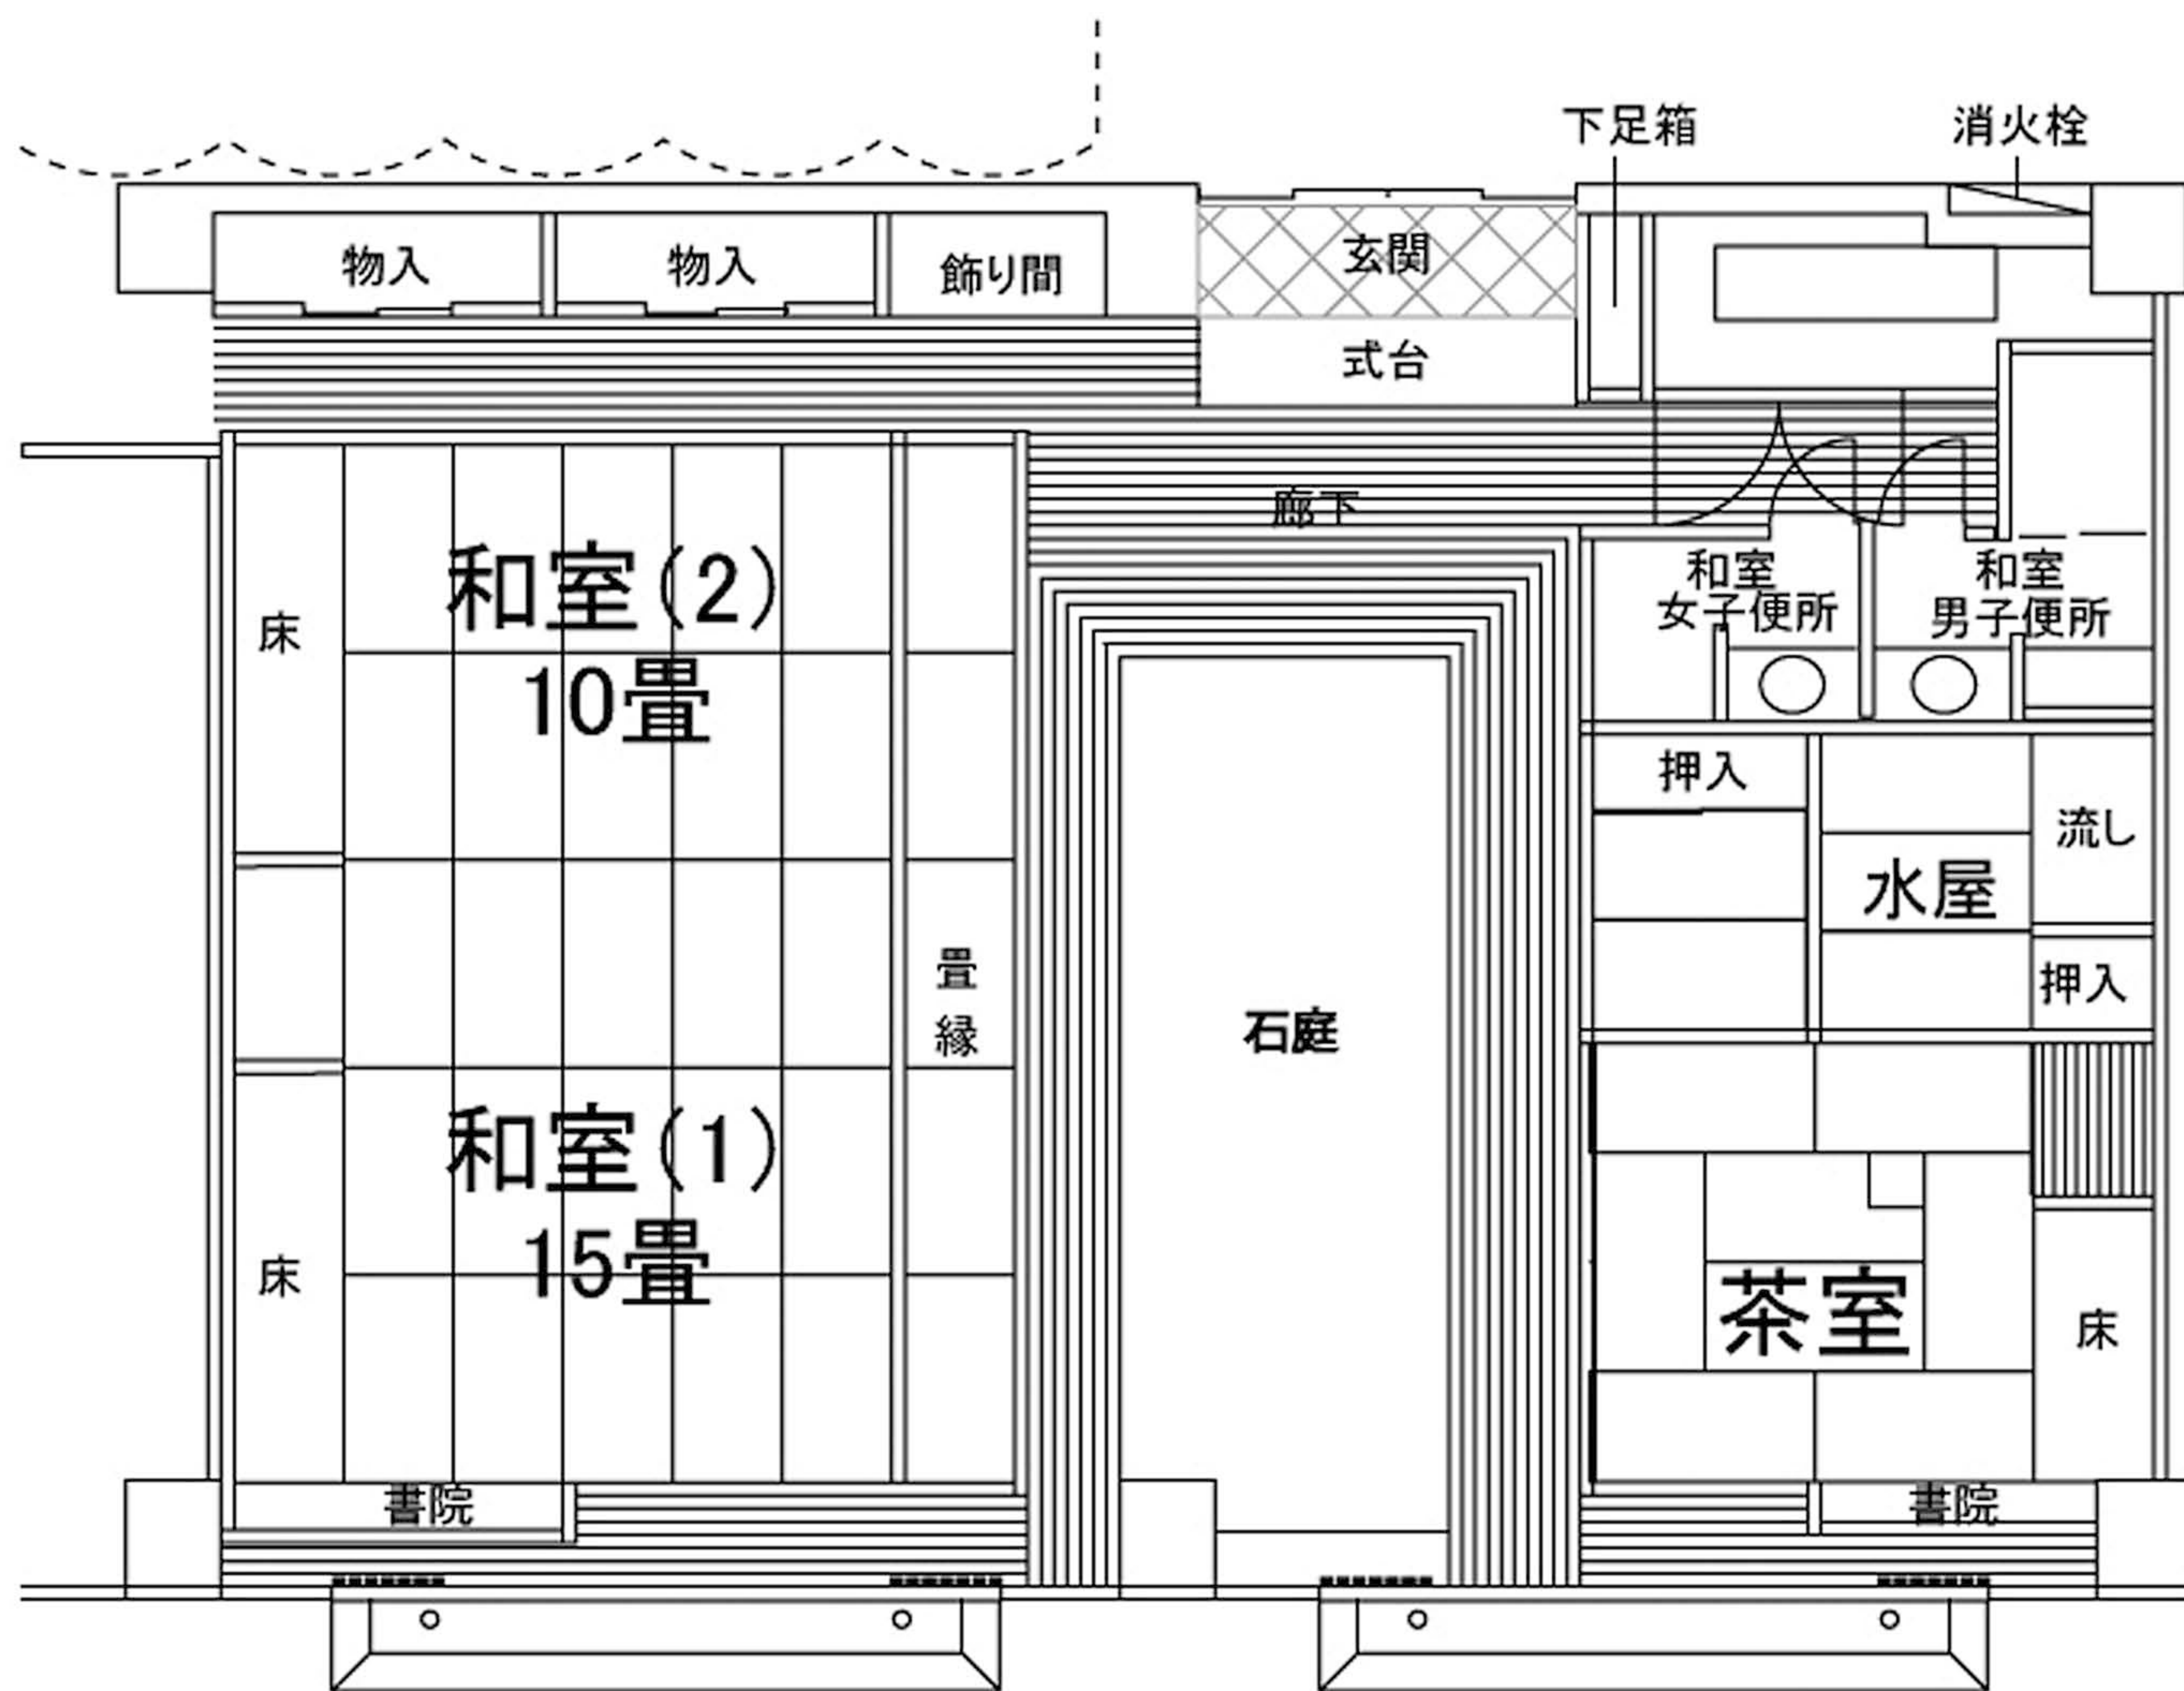 下足箱
消火栓
物入
物入
飾り間
玄関
式台
廊下
和室(2)
10畳
床
和室
女子便所
和室
男子便所
押入
流し
水屋
押入
畳
縁
石庭
和室(1)
15畳
床
茶室
床
書院
書院